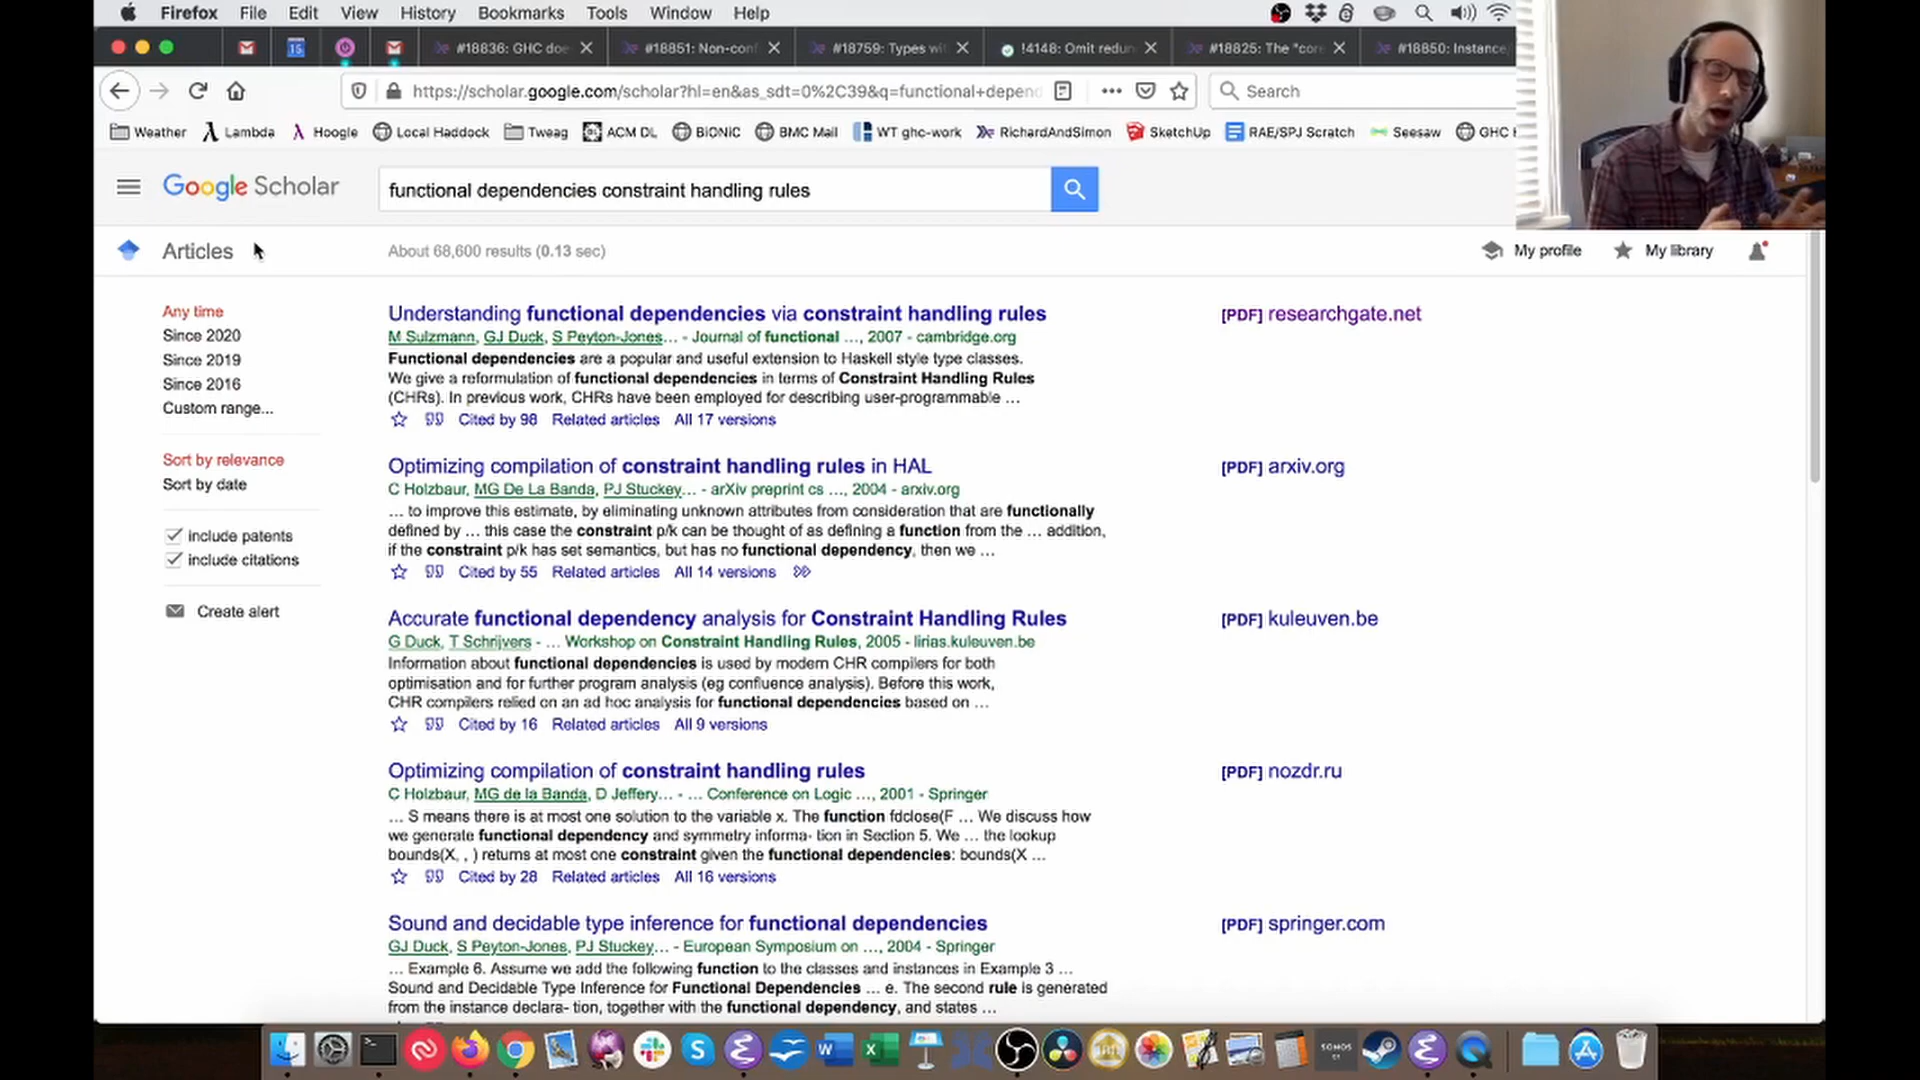 Firefox File Edit View History Bookmarks Tools Window Help
#18836: GHC doe #18851: Non-conf #18759: Types wi !4148: Omit redun #18825: The "core #18850: Instance
https://scholar.google.com/scholar?hl=en&as_sdt=0%2C39&q=functional+depend Search
Weather Lambda Hoogle Local Haddock Tweag ACM DL BiONiC BMC Mail WT ghc-work RichardAndSimon SketchUp RAE/SPJ Scratch Seesaw GHC
Google Scholar functional dependencies constraint handling rules
Articles About 68,600 results (0.13 sec) My profile My library
Any time
Since 2020
Since 2019
Since 2016
Custom range...
Sort by relevance
Sort by date
include patents
include citations
Create alert
Understanding functional dependencies via constraint handling rules [PDF] researchgate.net
M Sulzmann, GJ Duck, S Peyton-Jones... - Journal of functional ..., 2007 - cambridge.org
Functional dependencies are a popular and useful extension to Haskell style type classes.
We give a reformulation of functional dependencies in terms of Constraint Handling Rules
(CHRs). In previous work, CHRs have been employed for describing user-programmable ...
Cited by 98 Related articles All 17 versions
Optimizing compilation of constraint handling rules in HAL [PDF] arxiv.org
C Holzbaur, MG De La Banda, PJ Stuckey... - arXiv preprint cs ..., 2004 - arxiv.org
... to improve this estimate, by eliminating unknown attributes from consideration that are functionally
defined by ... this case the constraint p/k can be thought of as defining a function from the ... addition,
if the constraint p/k has set semantics, but has no functional dependency, then we ...
Cited by 55 Related articles All 14 versions
Accurate functional dependency analysis for Constraint Handling Rules [PDF] kuleuven.be
G Duck, T Schrijvers - ... Workshop on Constraint Handling Rules, 2005 - lirias.kuleuven.be
Information about functional dependencies is used by modern CHR compilers for both
optimisation and for further program analysis (eg confluence analysis). Before this work,
CHR compilers relied on an ad hoc analysis for functional dependencies based on ...
Cited by 16 Related articles All 9 versions
Optimizing compilation of constraint handling rules [PDF] nozdr.ru
C Holzbaur, MG de la Banda, D Jeffery... - ... Conference on Logic ..., 2001 - Springer
... S means there is at most one solution to the variable x. The function fdclose(F ... We discuss how
we generate functional dependency and symmetry informa- tion in Section 5. We ... the lookup
bounds(X, , ) returns at most one constraint given the functional dependencies: bounds(X ...
Cited by 28 Related articles All 16 versions
Sound and decidable type inference for functional dependencies [PDF] springer.com
GJ Duck, S Peyton-Jones, PJ Stuckey... - European Symposium on ..., 2004 - Springer
... Example 6. Assume we add the following function to the classes and instances in Example 3 ...
Sound and Decidable Type Inference for Functional Dependencies ... e. The second rule is generated
from the instance declara- tion, together with the functional dependency, and states ...
SONOS